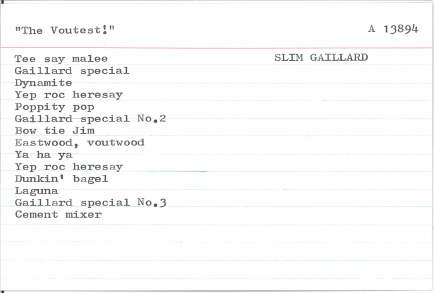 "The Voutest!"
A 13894
Tee say malee
SLIM GAILLARD
Gaillard special
Dynamite
Yep roc heresay
Poppity pop
Gaillard special No.2
Bow tie Jim
Eastwood, voutwood
Ya ha ya
Yep roc heresay
Dunkin' bagel
Laguna
Gaillard special No.3
Cement mixer